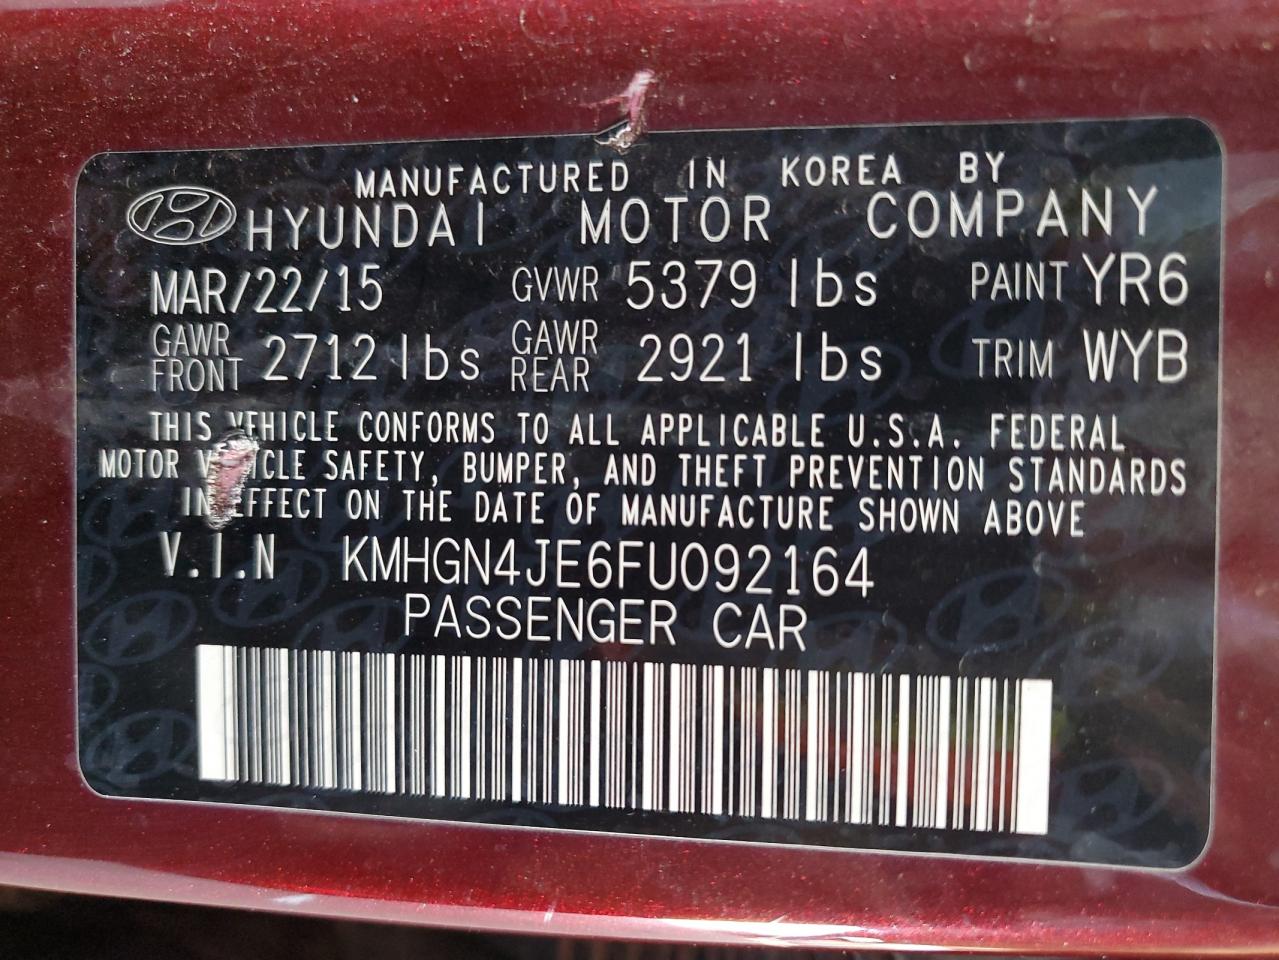 MANUFACTURED IN KOREA BY
HYUNDAI MOTOR COMPANY
MAR/22/15 GVWR 5379 lbs PAINT YR6
GAWR FRONT 2712 lbs GAWR REAR 2921 lbs TRIM WYB
THIS VEHICLE CONFORMS TO ALL APPLICABLE U.S.A. FEDERAL
MOTOR VEHICLE SAFETY, BUMPER, AND THEFT PREVENTION STANDARDS
IN EFFECT ON THE DATE OF MANUFACTURE SHOWN ABOVE
V.I.N KMHGN4JE6FU092164
PASSENGER CAR